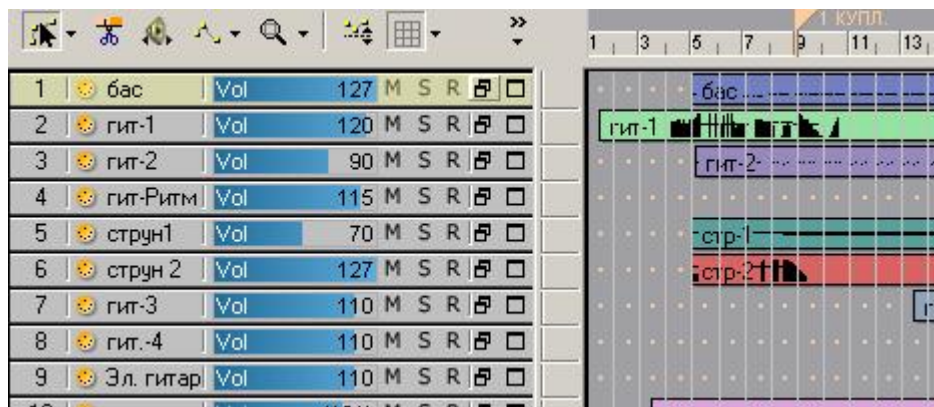 1 КУПЛ.
1 3 5 7 9 11 13
1 бас Vol 127 M S R бас
2 гит-1 Vol 120 M S R гит-1
3 гит-2 Vol 90 M S R гит-2
4 гит-Ритм Vol 115 M S R
5 струн1 Vol 70 M S R стр-1
6 струн 2 Vol 127 M S R стр-2
7 гит-3 Vol 110 M S R
8 гит.-4 Vol 110 M S R
9 Эл. гитар Vol 110 M S R